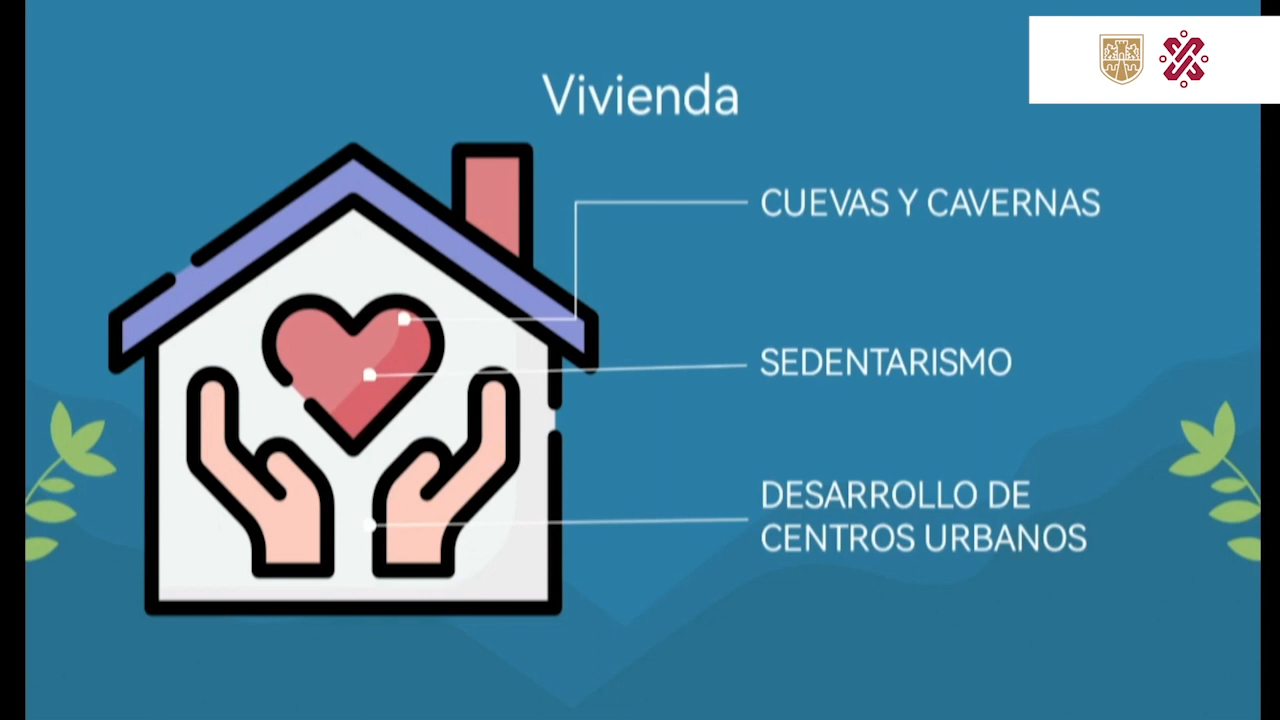 Vivienda
CUEVAS Y CAVERNAS
SEDENTARISMO
DESARROLLO DE
CENTROS URBANOS